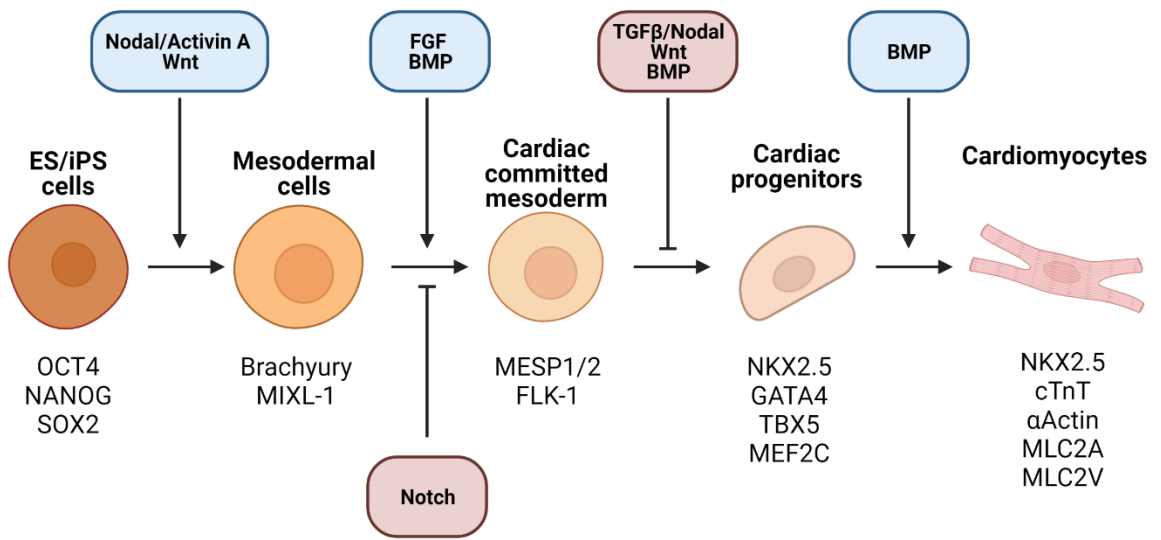 Nodal/Activin A
Wnt
FGF
BMP
TGFβ/Nodal
Wnt
BMP
BMP
ES/iPS
cells
Mesodermal
cells
Cardiac
committed
mesoderm
Cardiac
progenitors
Cardiomyocytes
OCT4
NANOG
SOX2
Brachyury
MIXL-1
MESP1/2
FLK-1
NKX2.5
GATA4
TBX5
MEF2C
NKX2.5
cTnT
αActin
MLC2A
MLC2V
Notch